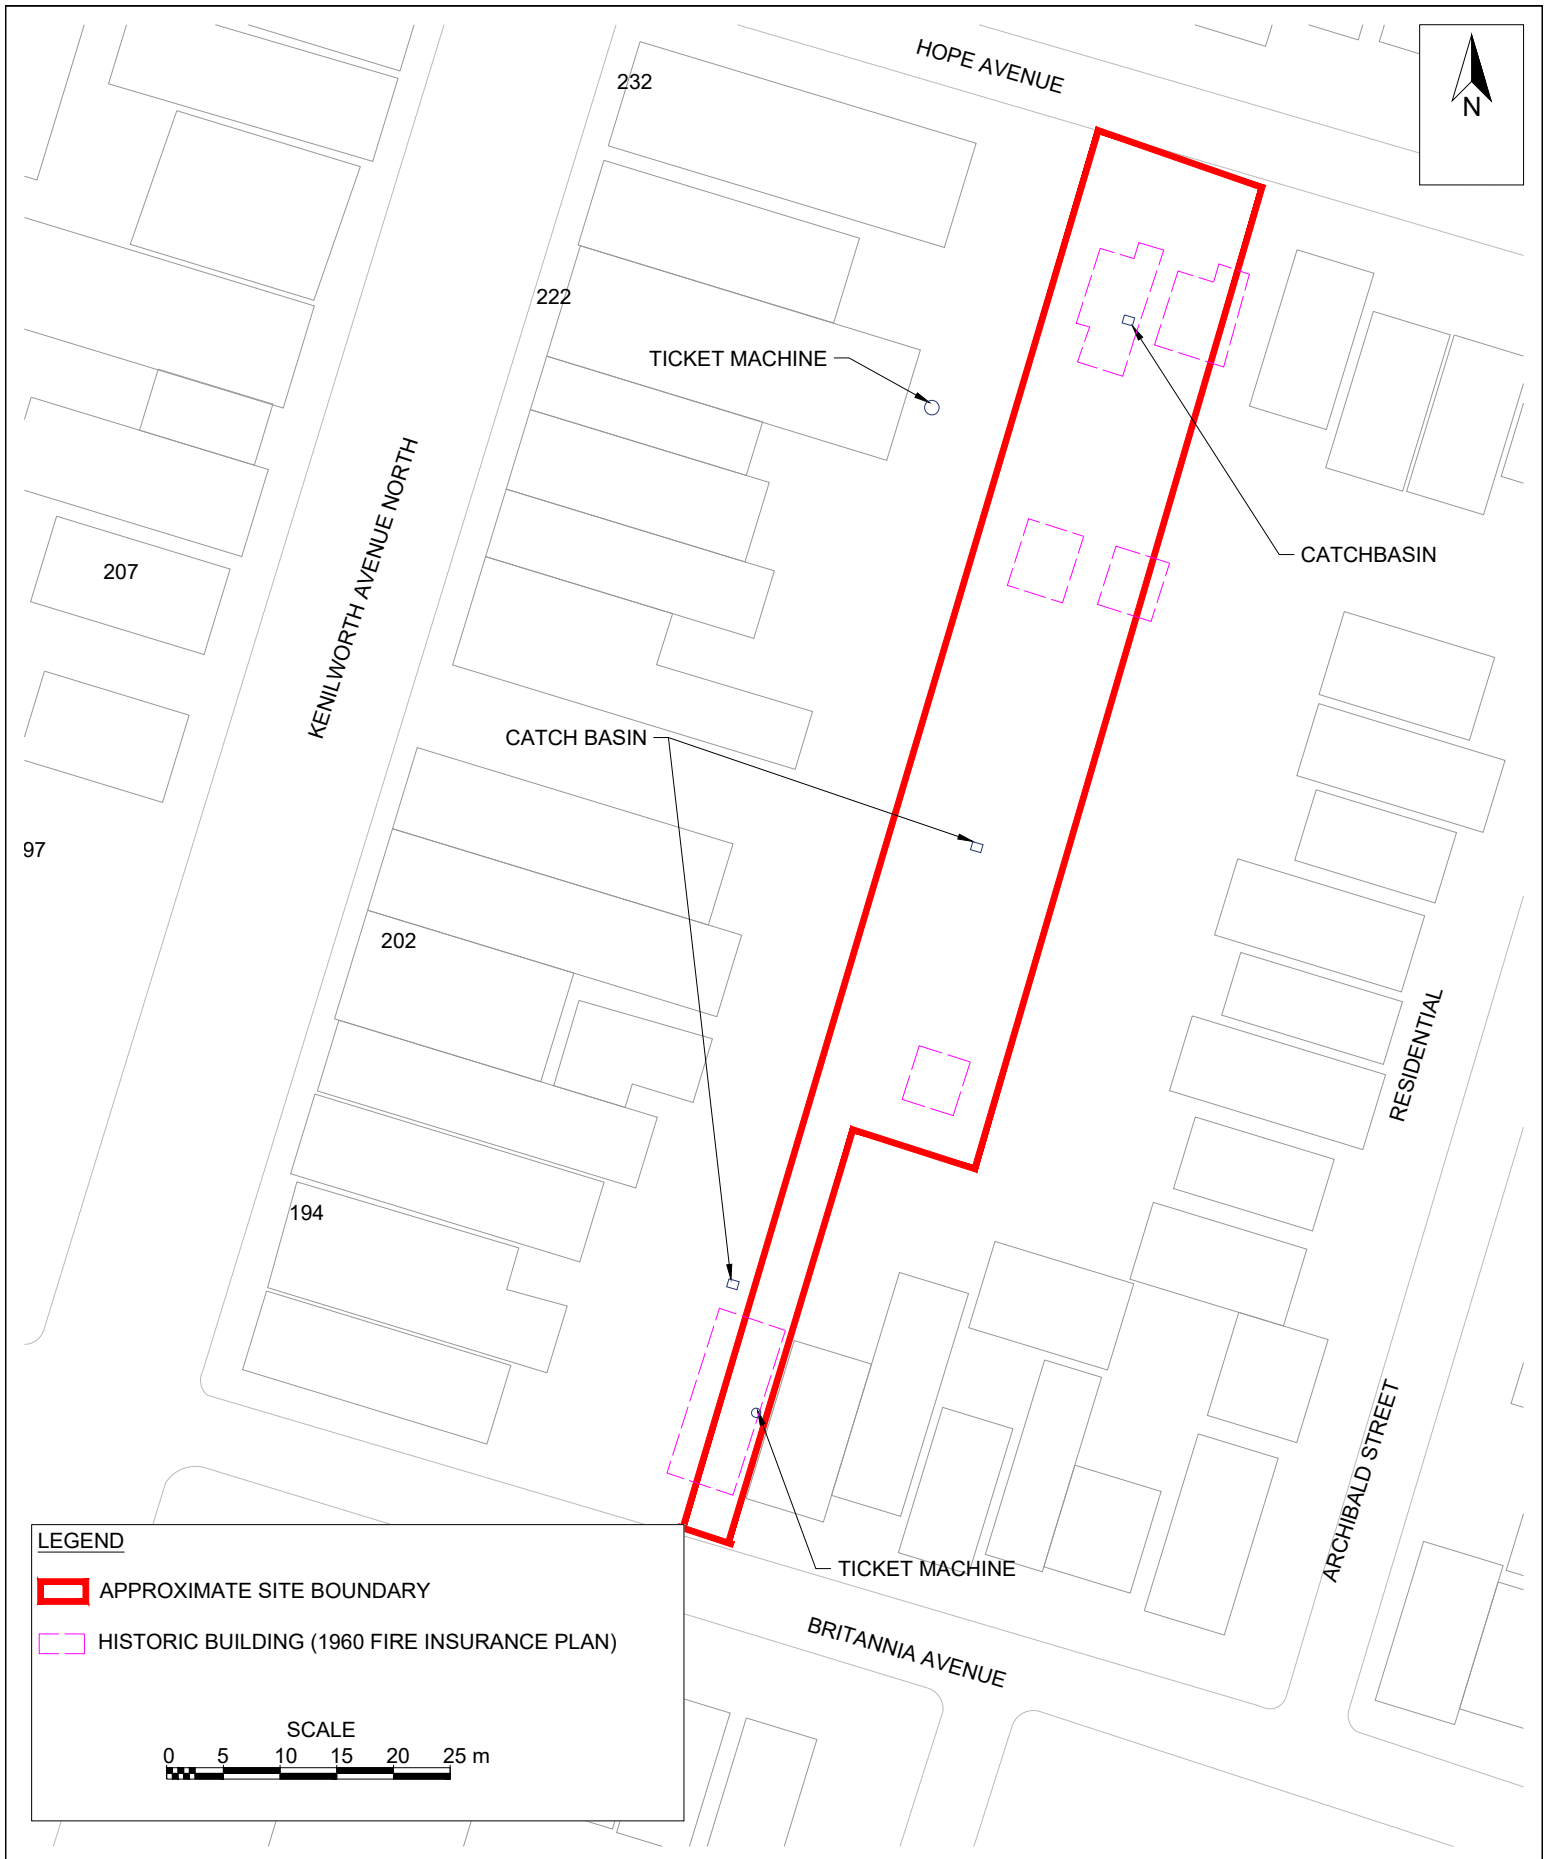 HOPE AVENUE
N
232
222
TICKET MACHINE
CATCHBASIN
KENILWORTH AVENUE NORTH
207
CATCH BASIN
97
202
RESIDENTIAL
194
ARCHIBALD STREET
TICKET MACHINE
BRITANNIA AVENUE
LEGEND
APPROXIMATE SITE BOUNDARY
HISTORIC BUILDING (1960 FIRE INSURANCE PLAN)
SCALE
0 5 10 15 20 25 m